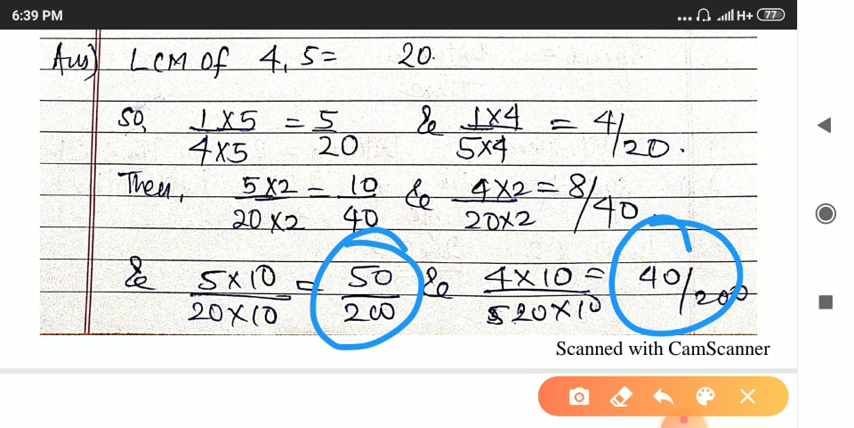 6:39 PM
... H+ 77
Ans) LCM of 4, 5 = 20.
So, 1×5/4×5 = 5/20 & 1×4/5×4 = 4/20.
Then, 5×2/20×2 = 10/40 & 4×2/20×2 = 8/40
& 5×10/20×10 = 50/200 & 4×10/20×10 = 40/200
Scanned with CamScanner